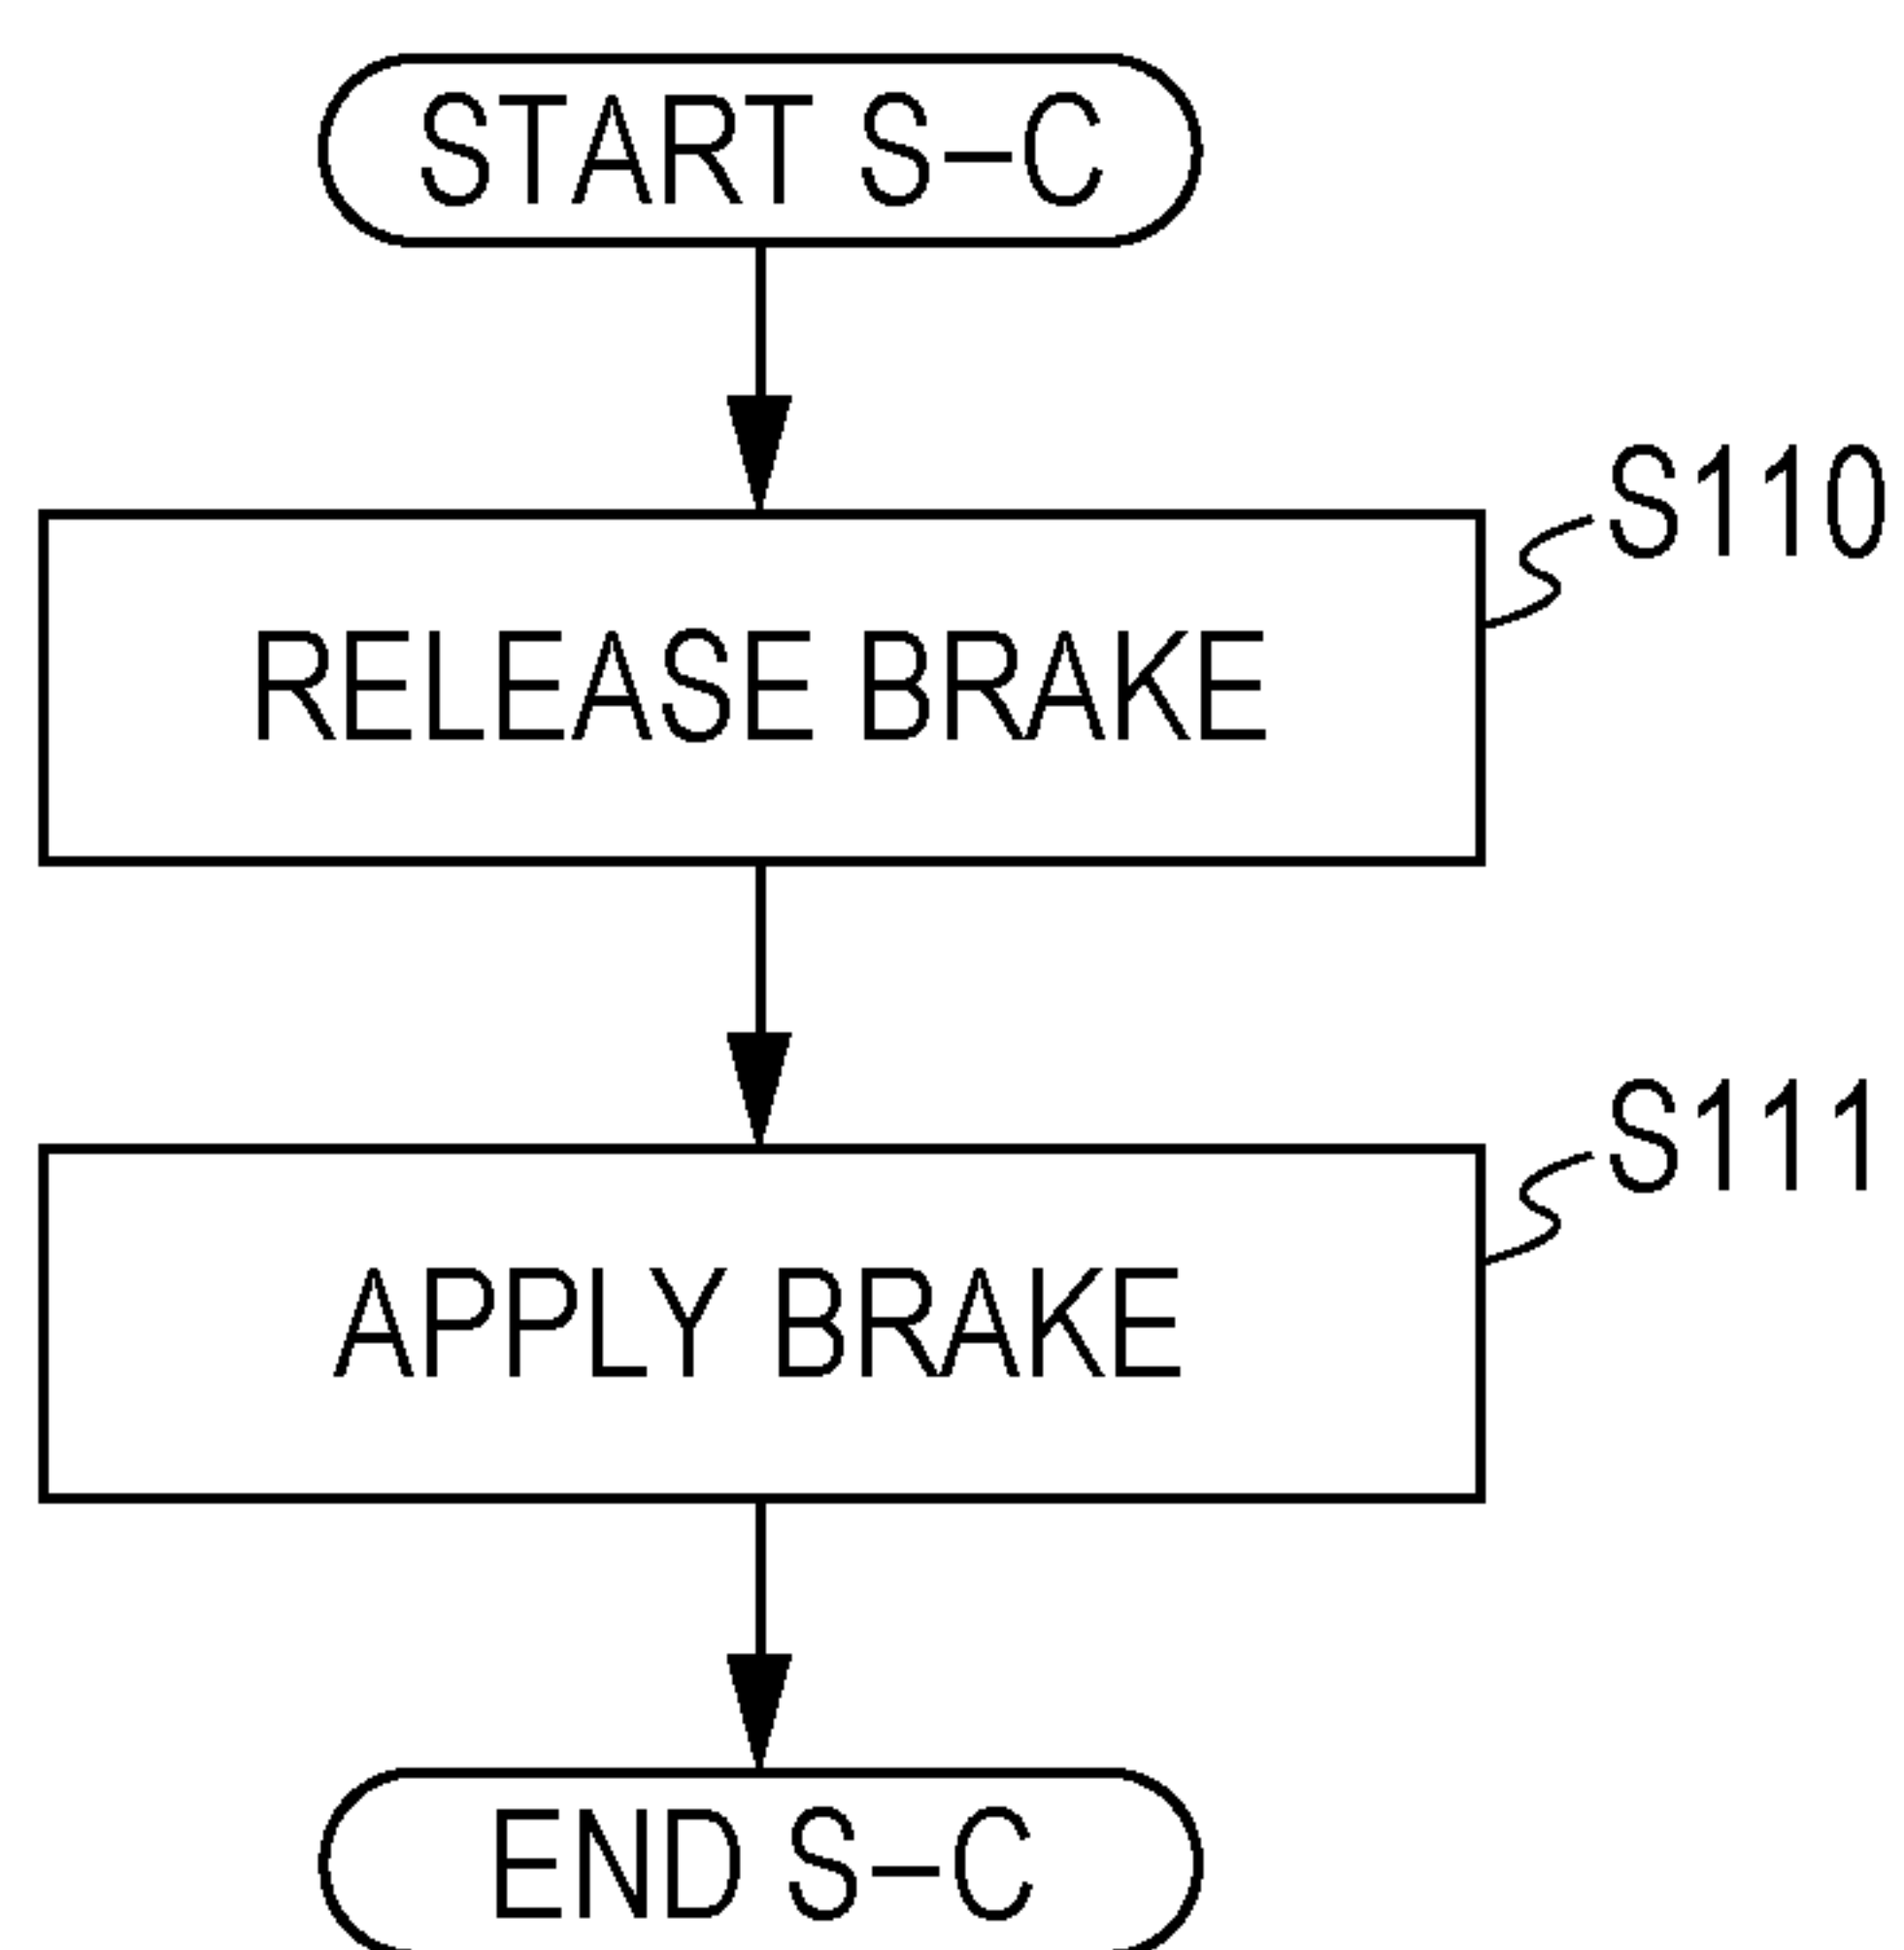 START S–C
S110
RELEASE BRAKE
S111
APPLY BRAKE
END S–C